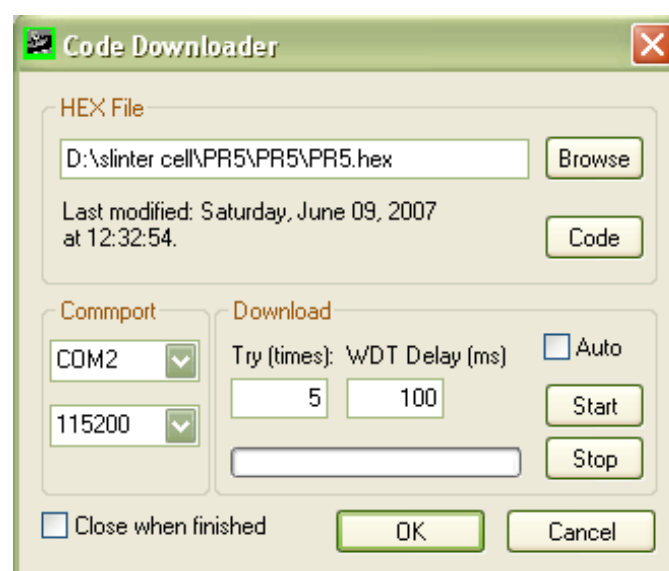 Code Downloader
HEX File
D:\slinter cell\PR5\PR5\PR5.hex
Browse
Last modified: Saturday, June 09, 2007
at 12:32:54.
Code
Commport
COM2
115200
Download
Try (times): WDT Delay (ms)
5 100
Auto
Start
Stop
Close when finished
OK
Cancel